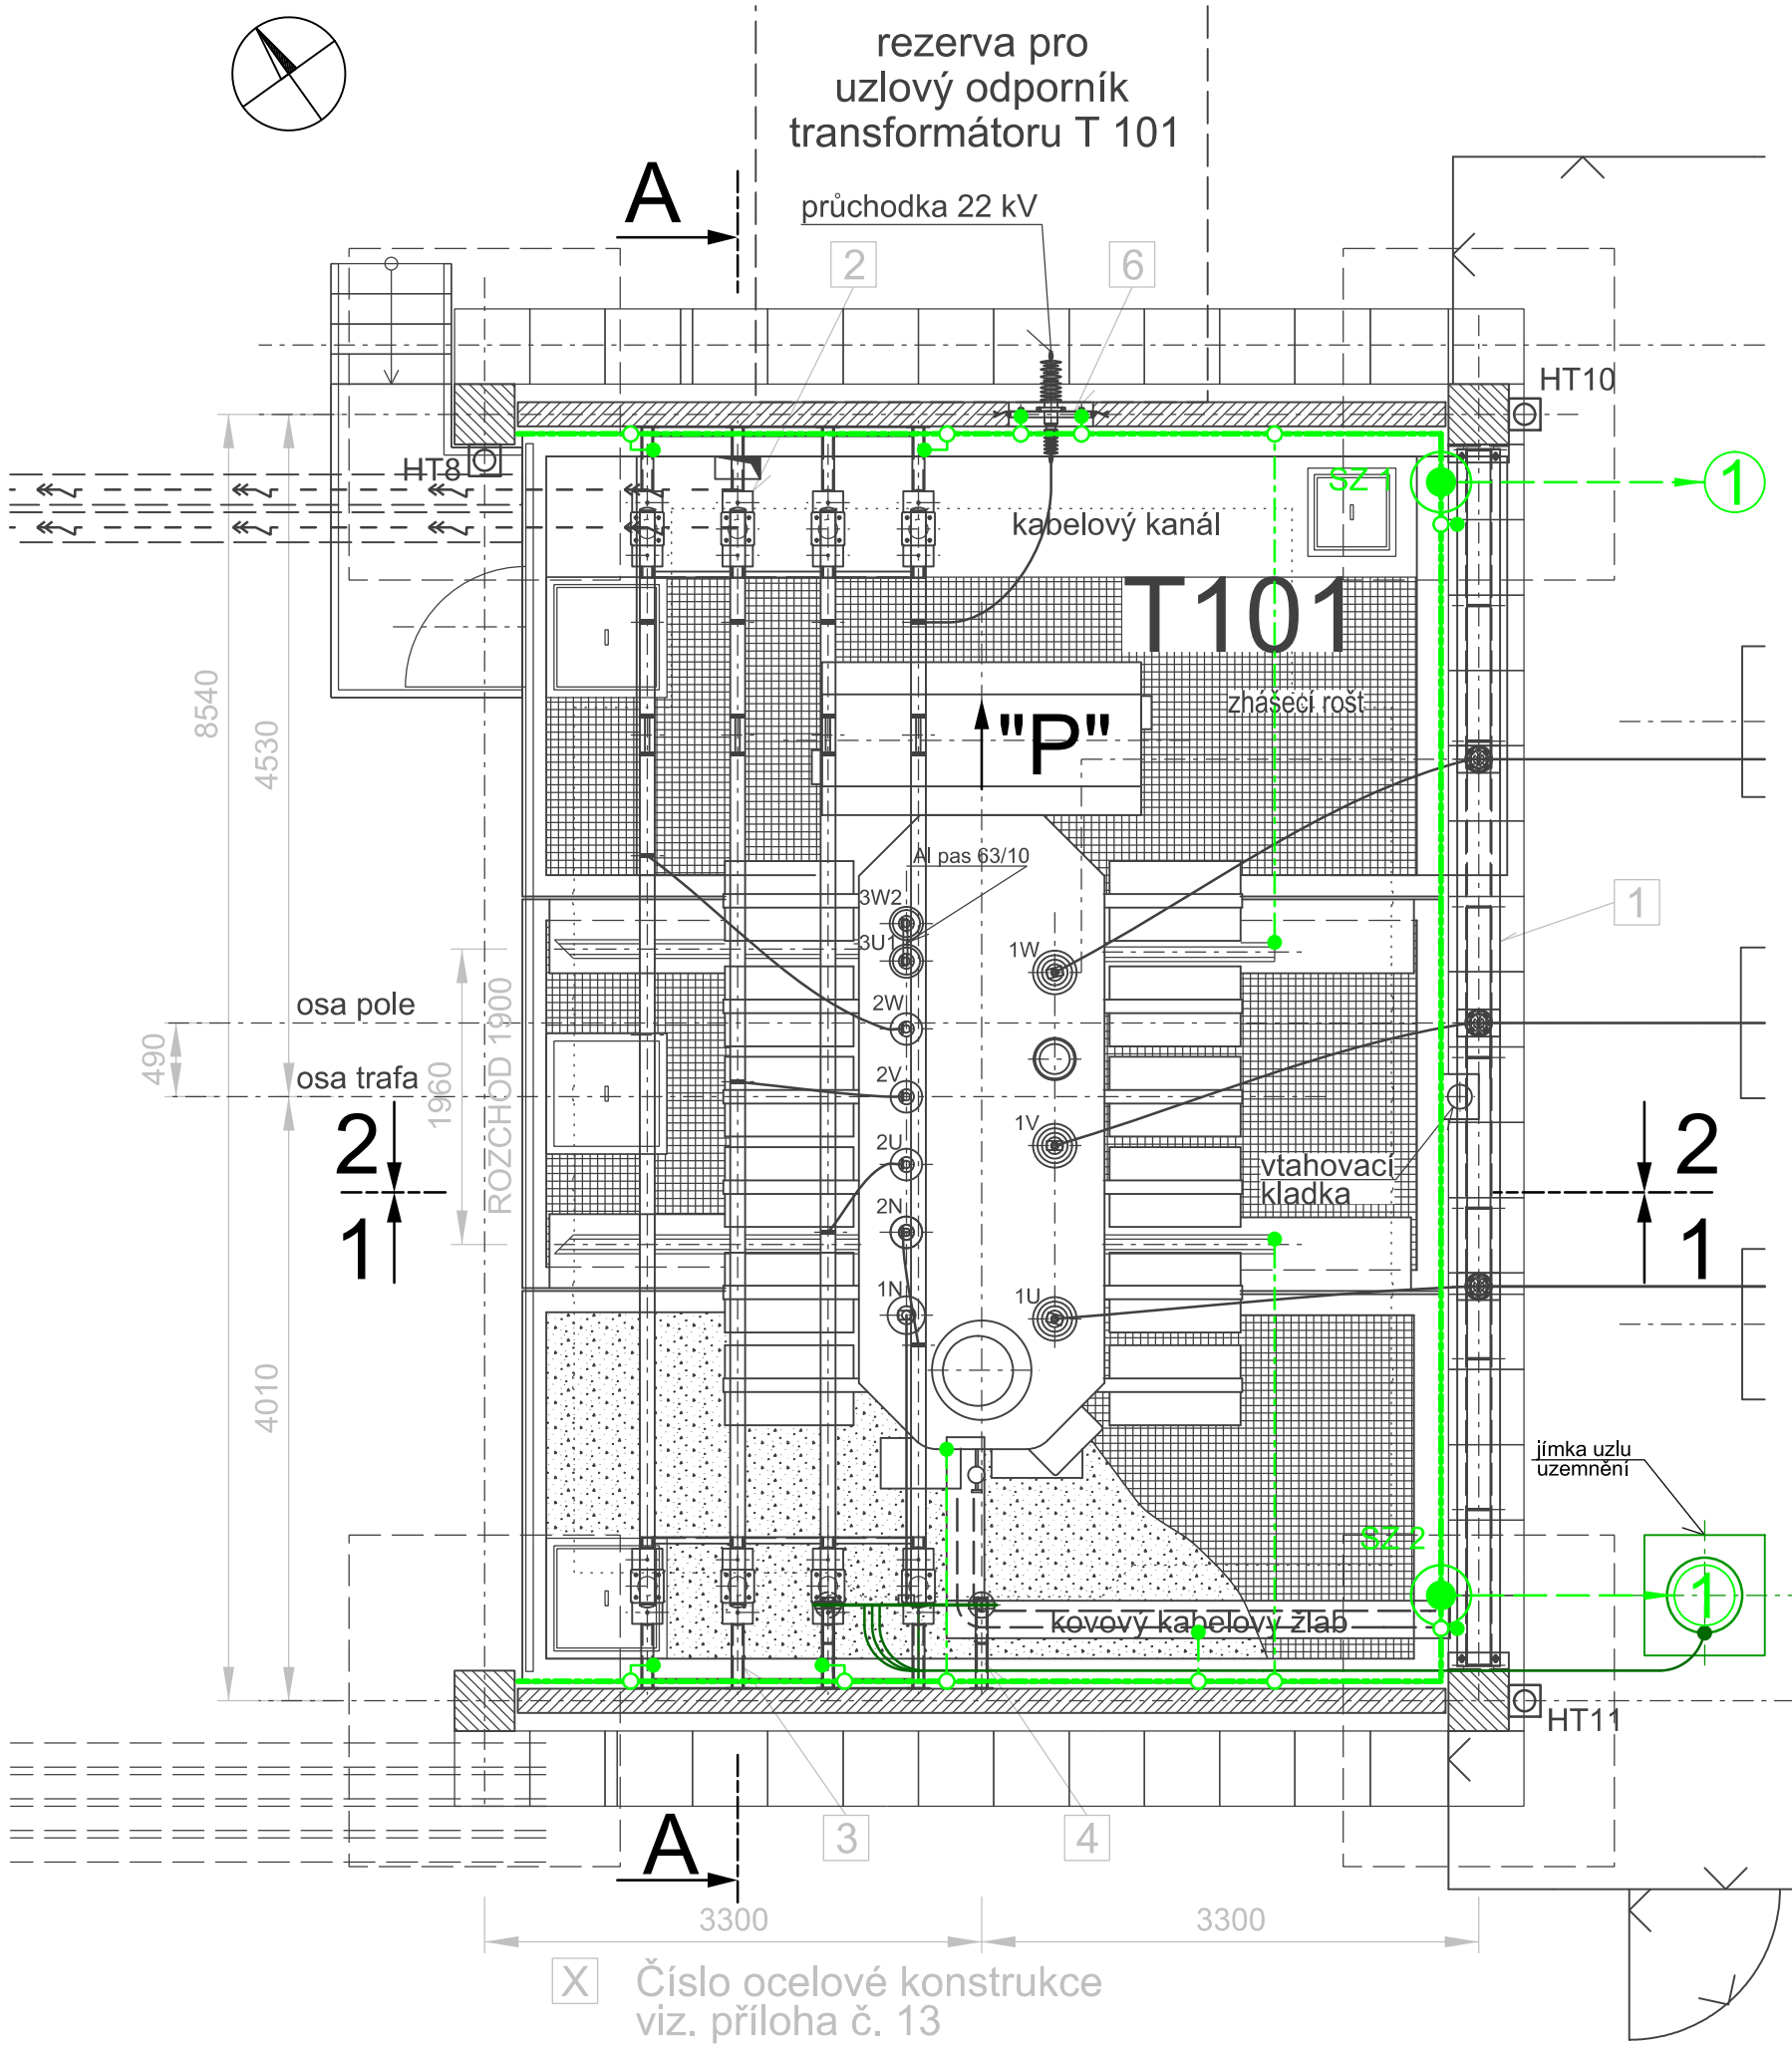 rezerva pro
uzlový odporník
transformátoru T 101
A
průchodka 22 kV
2
6
HT10
HT8
SZ 1
1
kabelový kanál
T101
8540
4530
zhášecí rošt
"P"
Al pas 63/10
3W2
3U1
1W
1
osa pole
2W
490
ROZCHOD 1900
osa trafa
1960
2V
2
1V
2U
vtahovací
kladka
2
1
2N
1
1N
1U
4010
jímka uzlu
uzemnění
SZ 2
1
kovový kabelový žlab
HT11
A
3
4
3300
3300
X
Číslo ocelové konstrukce
viz. příloha č. 13